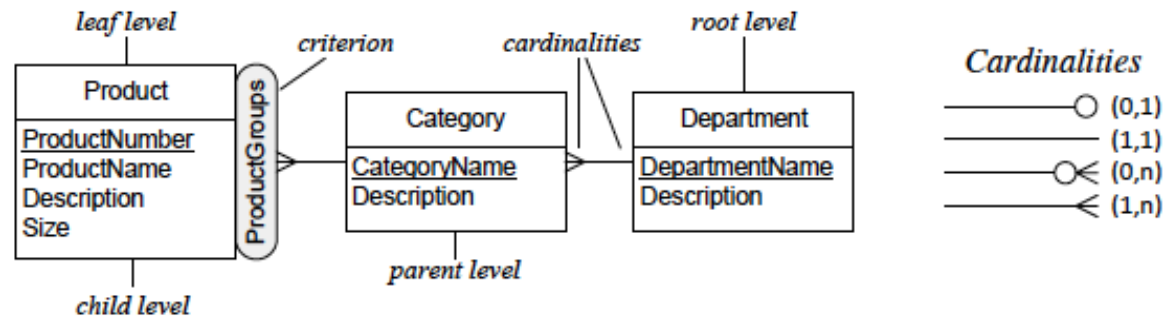 leaf level
criterion
cardinalities
root level
Product
ProductNumber
ProductName
Description
Size
ProductGroups
Category
CategoryName
Description
Department
DepartmentName
Description
child level
parent level
Cardinalities
(0,1)
(1,1)
(0,n)
(1,n)